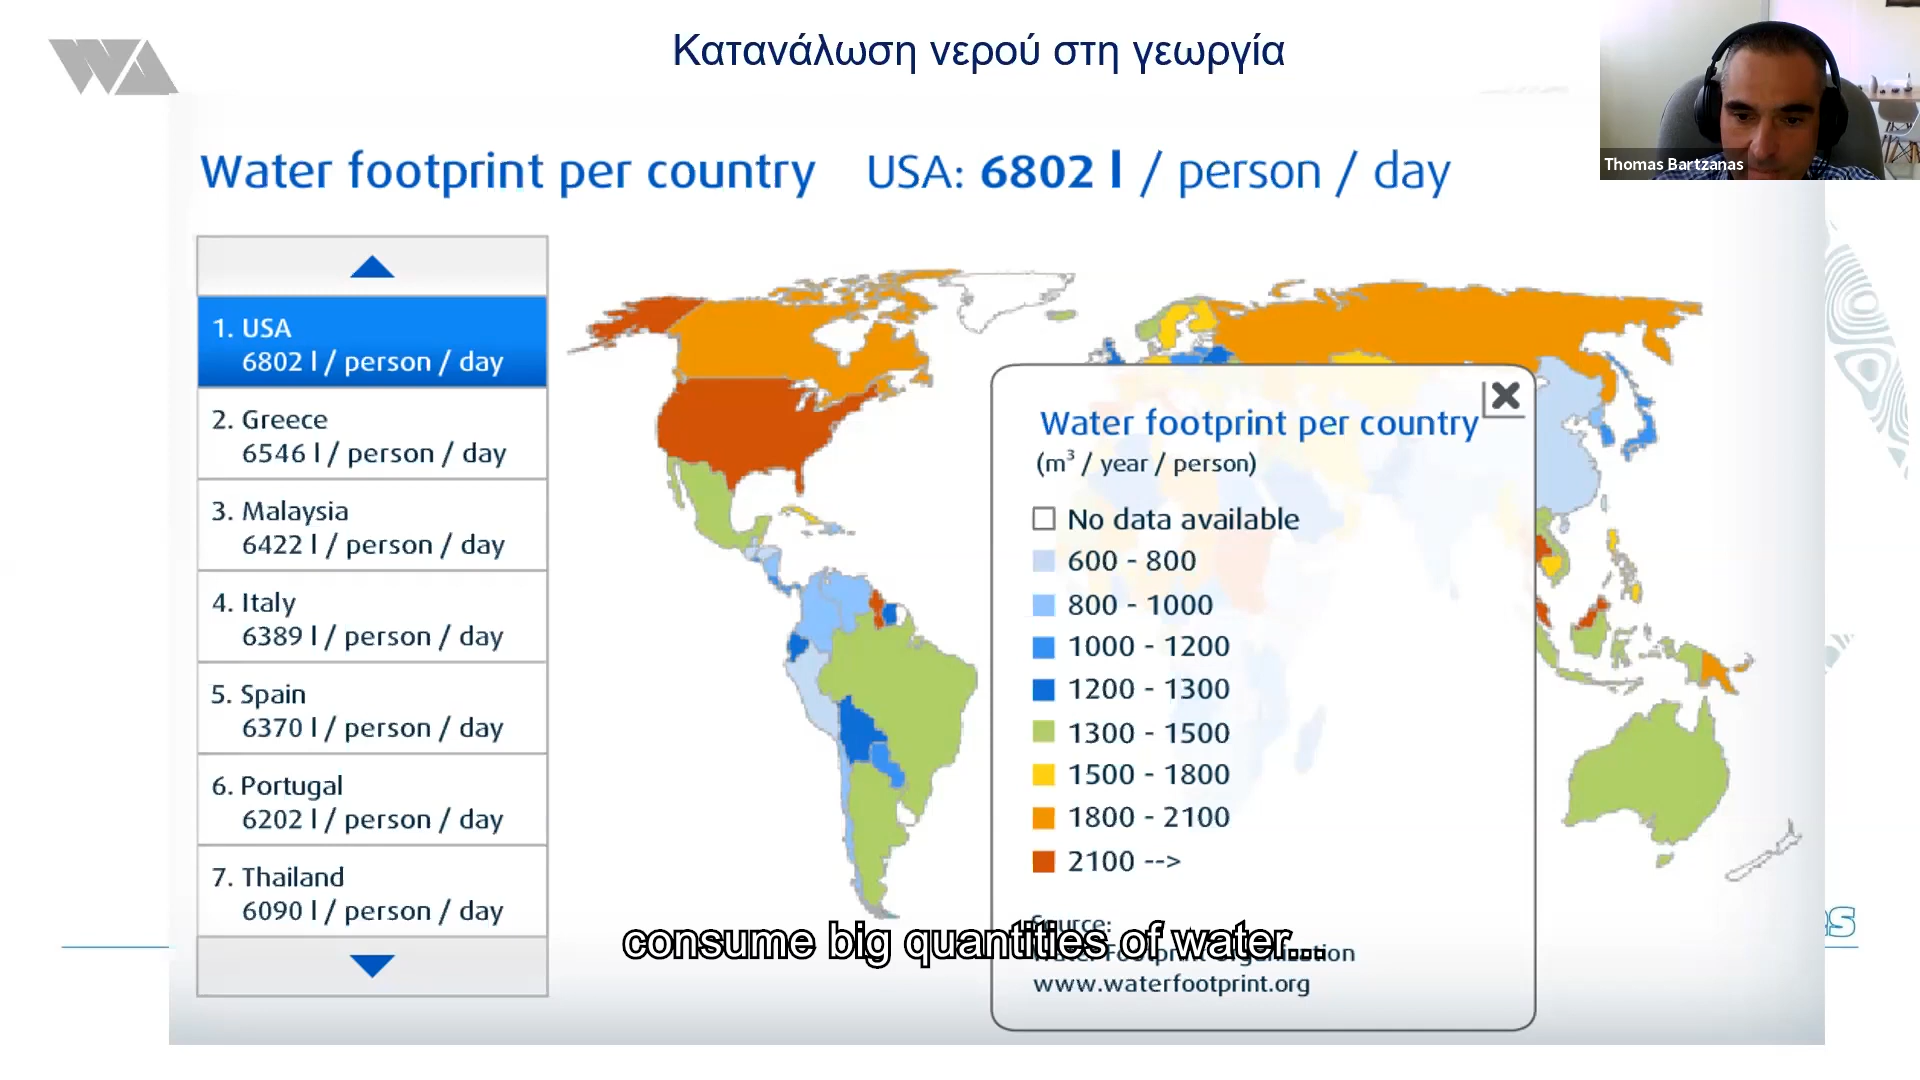 WA
Κατανάλωση νερού στη γεωργία
Thomas Bartzanas
Water footprint per country USA: 6802 l / person / day
1. USA
6802 l / person / day
2. Greece
6546 l / person / day
3. Malaysia
6422 l / person / day
4. Italy
6389 l / person / day
5. Spain
6370 l / person / day
6. Portugal
6202 l / person / day
7. Thailand
6090 l / person / day
Water footprint per country
(m³ / year / person)
No data available
600 - 800
800 - 1000
1000 - 1200
1200 - 1300
1300 - 1500
1500 - 1800
1800 - 2100
2100 -->
Source:
consume big quantities of water...
www.waterfootprint.org